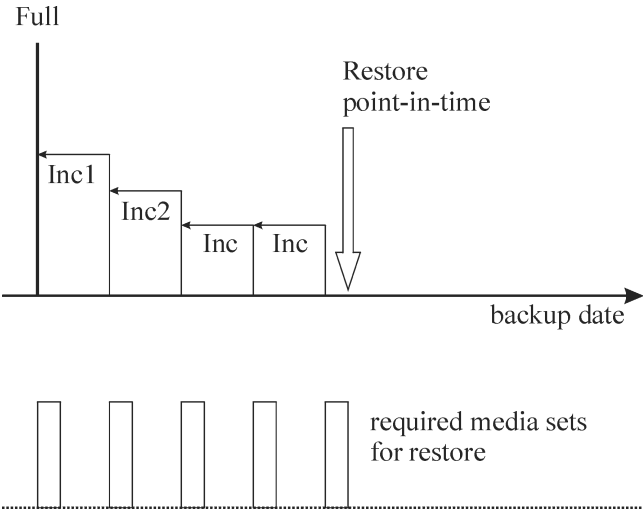 Full
Restore
point-in-time
Inc1
Inc2
Inc
Inc
backup date
required media sets
for restore